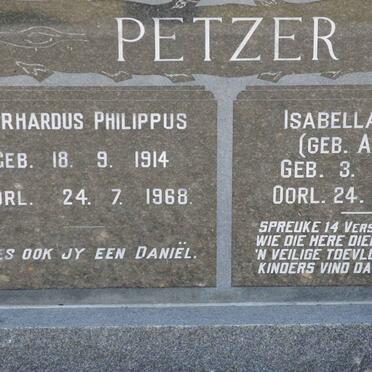 PETZER
RHARDUS PHILIPPUS
GEB. 18. 9. 1914
ORL. 24. 7. 1968.
ES OOK JY EEN DANIËL.
ISABELLA
(GEB. A
GEB. 3.
OORL. 24.
SPREUKE 14 VERS
WIE DIE HERE DIE
'N VEILIGE TOEVL
KINDERS VIND DA